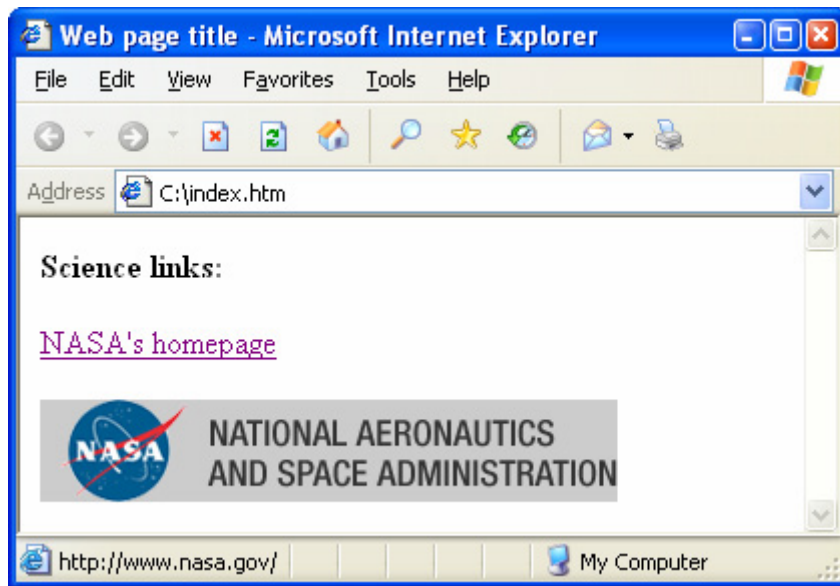 Web page title - Microsoft Internet Explorer
File Edit View Favorites Tools Help
Address C:\index.htm
Science links:
NASA's homepage
NASA NATIONAL AERONAUTICS
AND SPACE ADMINISTRATION
http://www.nasa.gov/ My Computer